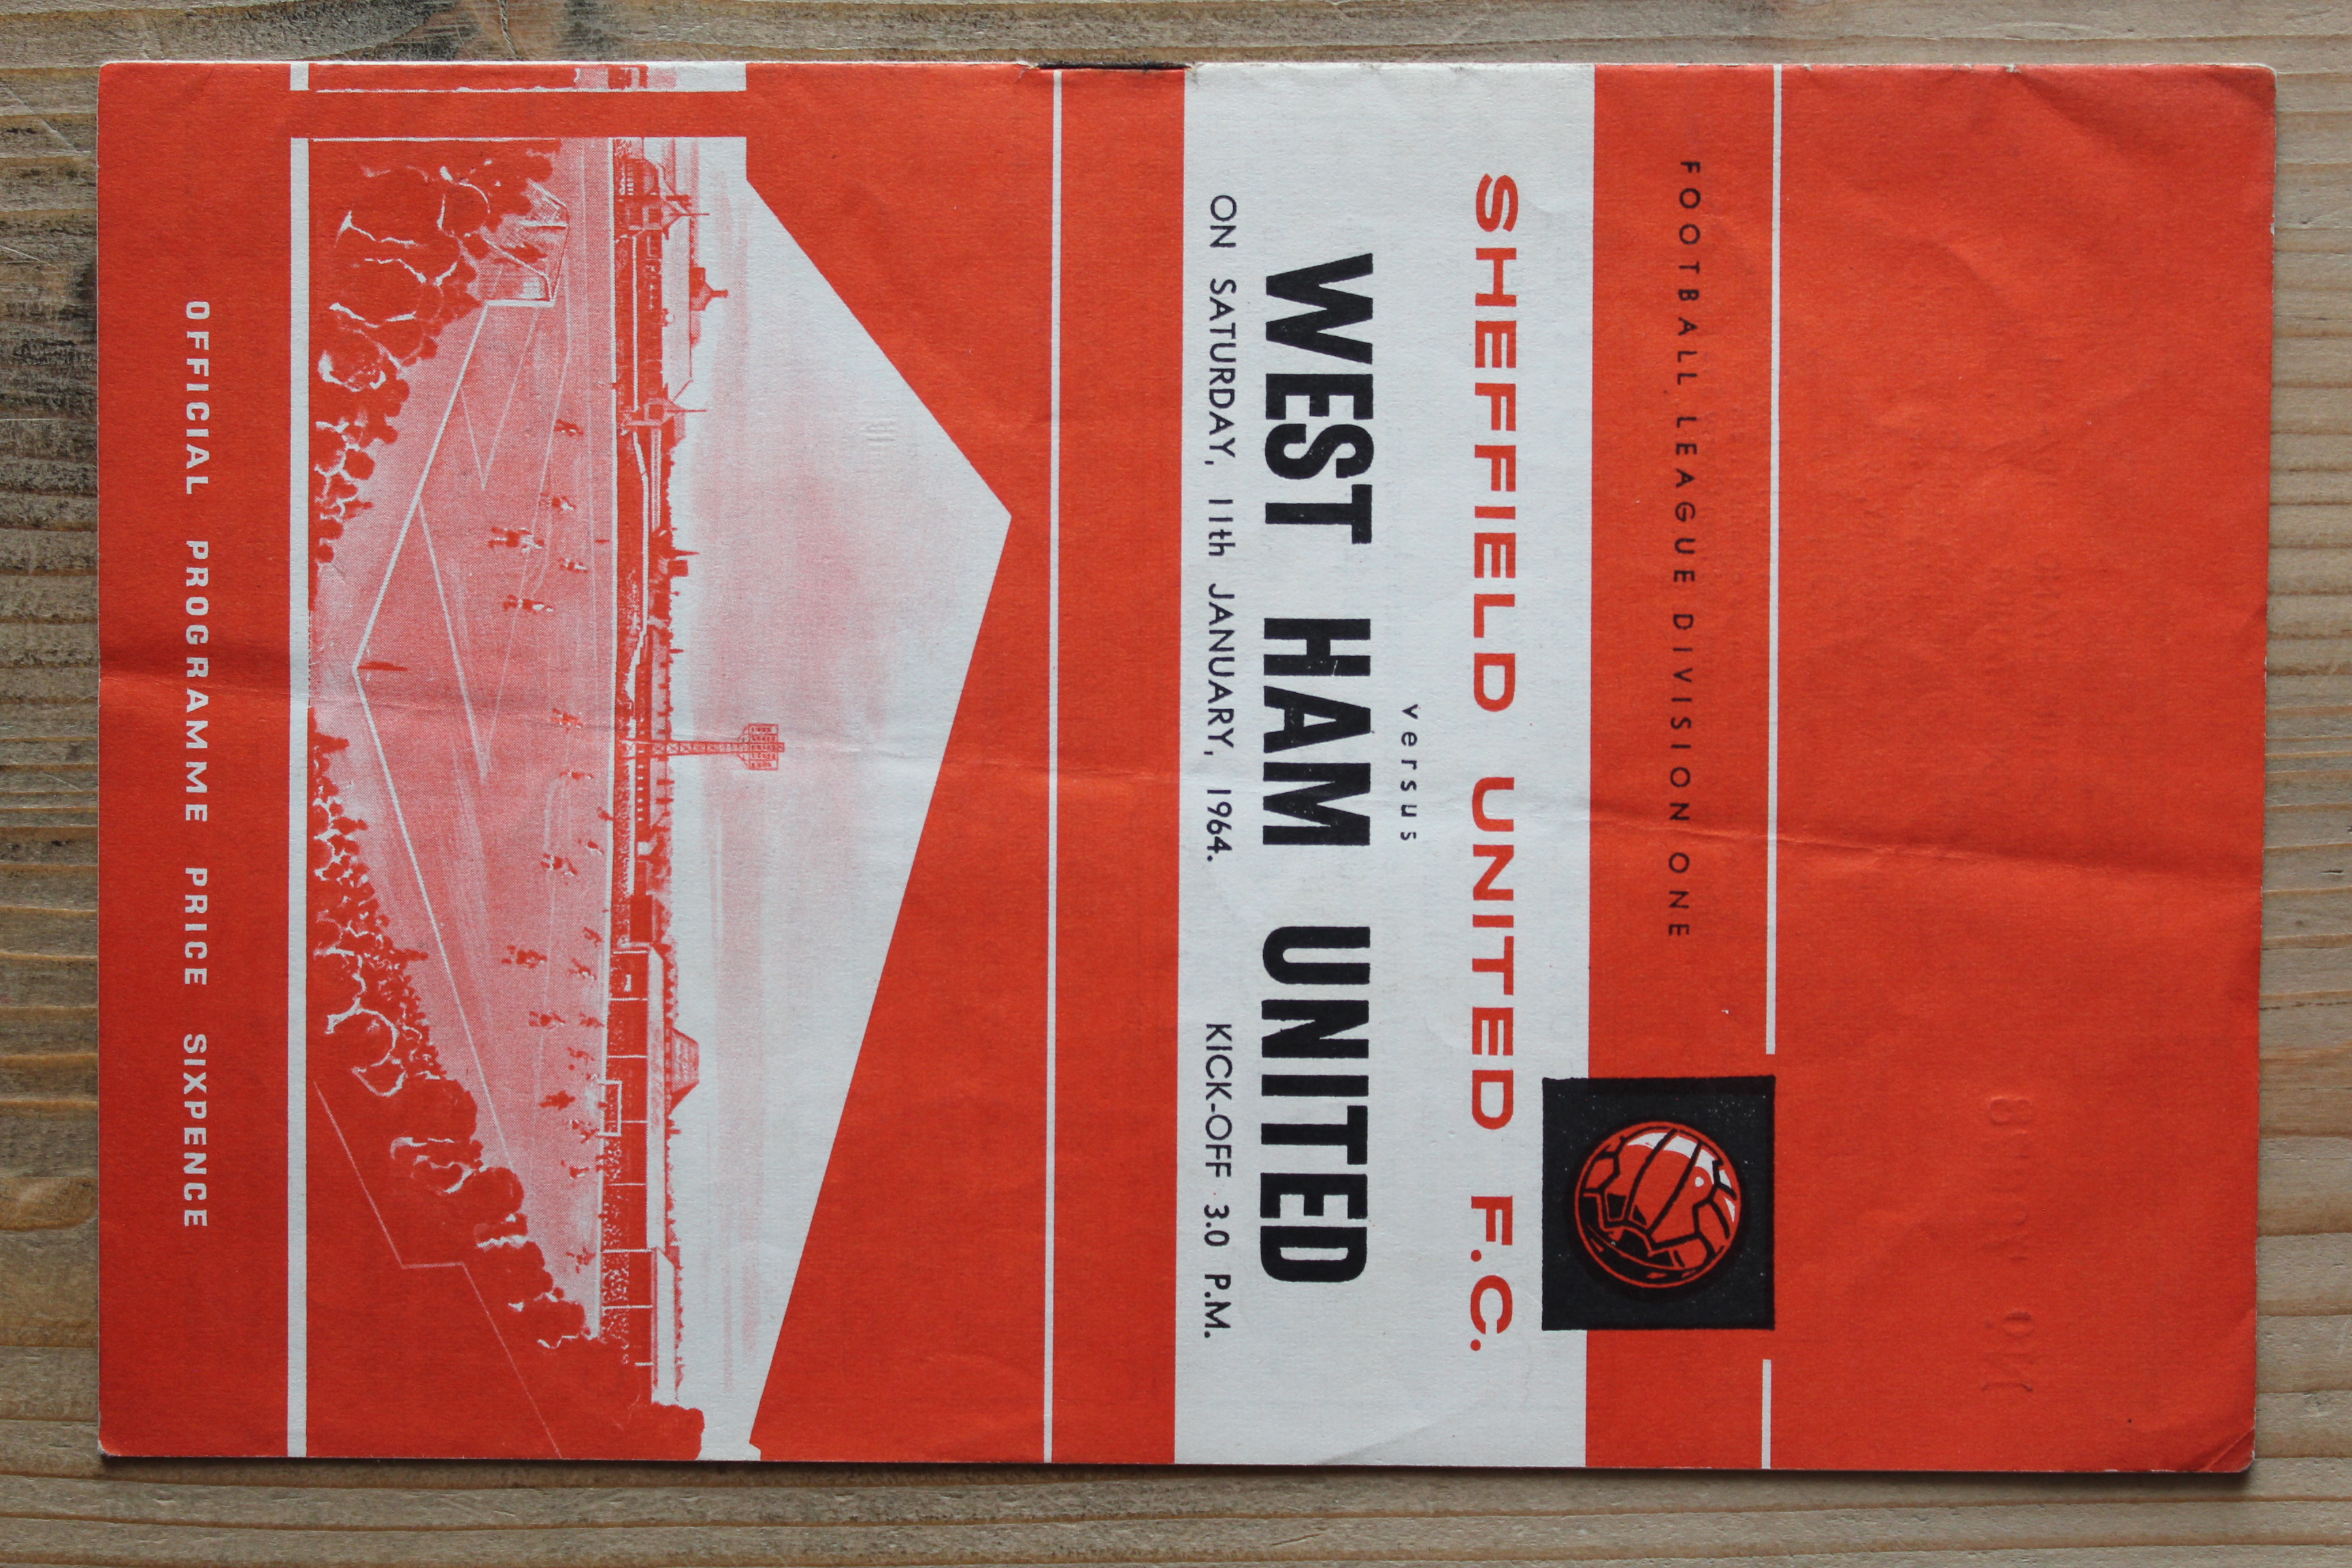 FOOTBALL LEAGUE DIVISION ONE
SHEFFIELD UNITED F.C.
versus
WEST HAM UNITED
ON SATURDAY, 11th JANUARY, 1964. KICK-OFF 3.0 P.M.
OFFICIAL PROGRAMME PRICE SIXPENCE